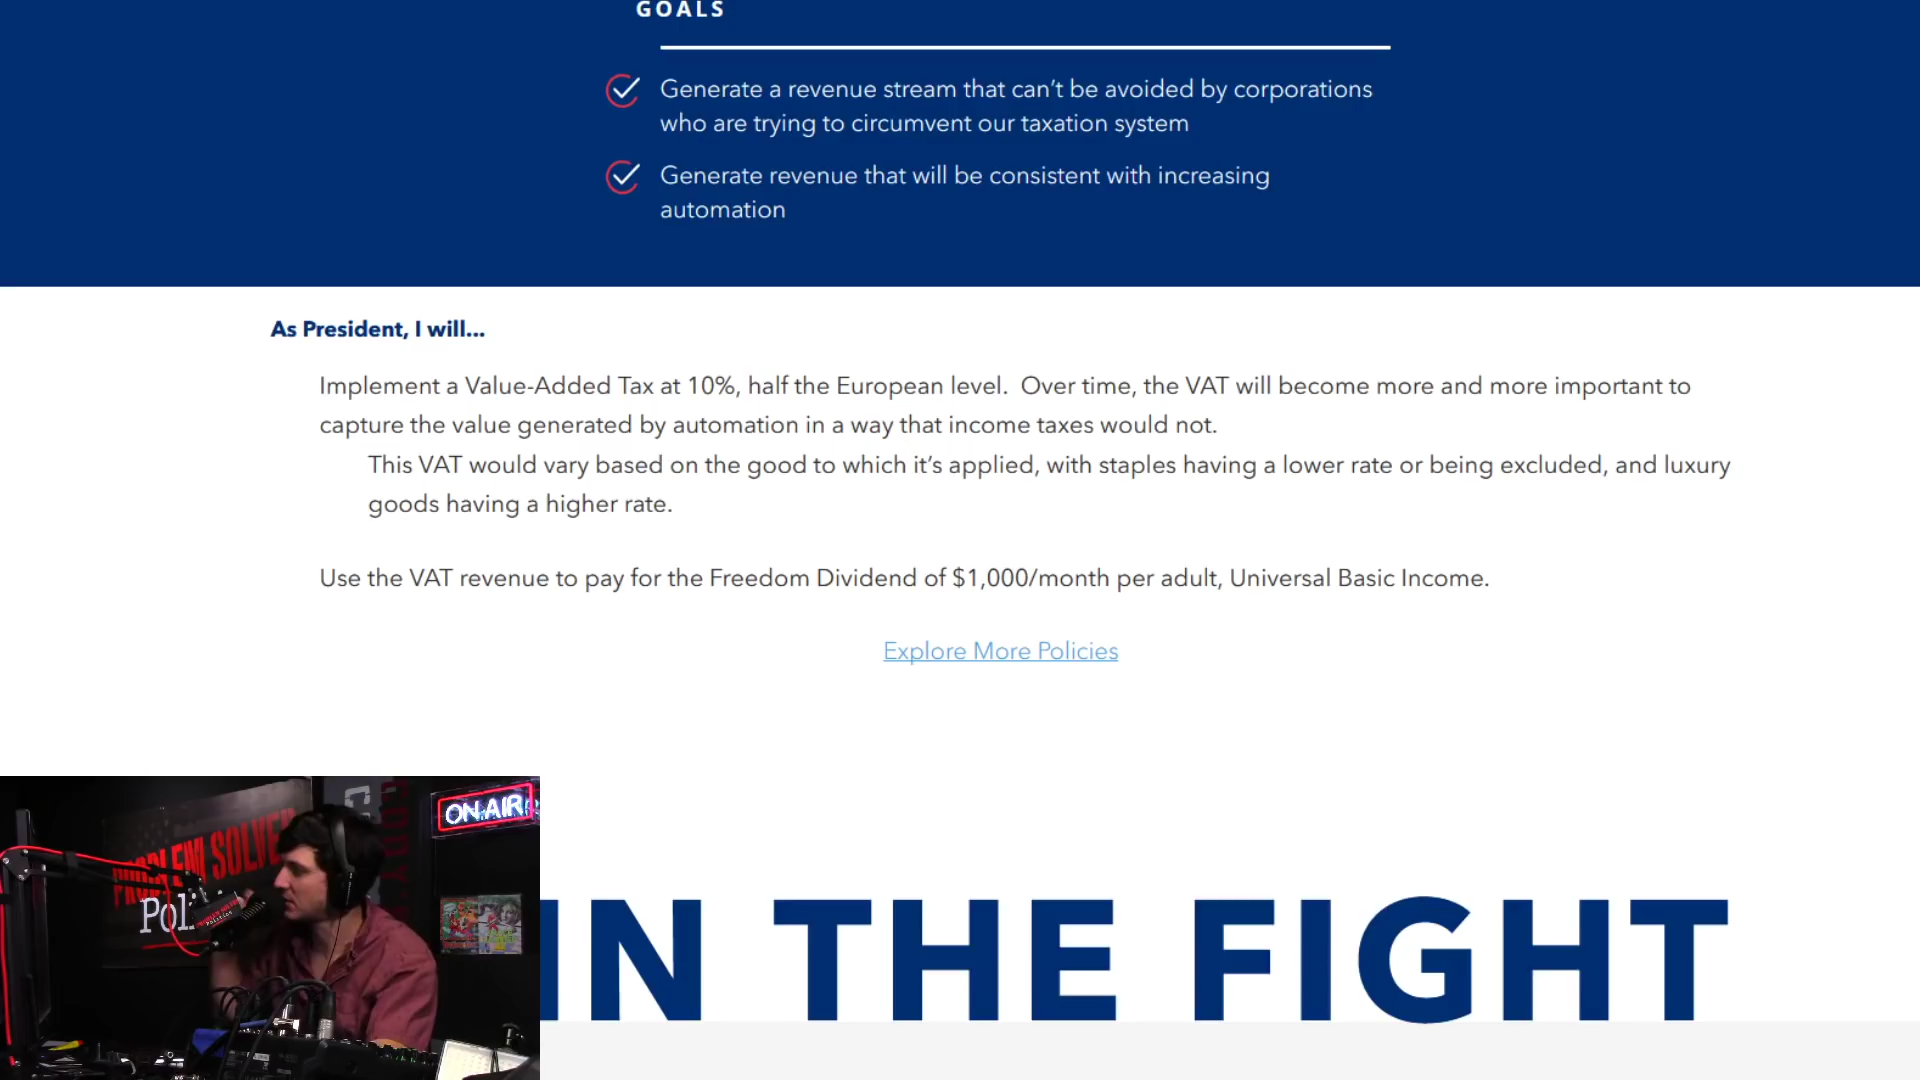 GOALS
Generate a revenue stream that can’t be avoided by corporations
who are trying to circumvent our taxation system
Generate revenue that will be consistent with increasing
automation
As President, I will...
Implement a Value-Added Tax at 10%, half the European level. Over time, the VAT will become more and more important to
capture the value generated by automation in a way that income taxes would not.
This VAT would vary based on the good to which it’s applied, with staples having a lower rate or being excluded, and luxury
goods having a higher rate.
Use the VAT revenue to pay for the Freedom Dividend of $1,000/month per adult, Universal Basic Income.
Explore More Policies
ON AIR
PROBLEM SOLVER
Poli
IN THE FIGHT